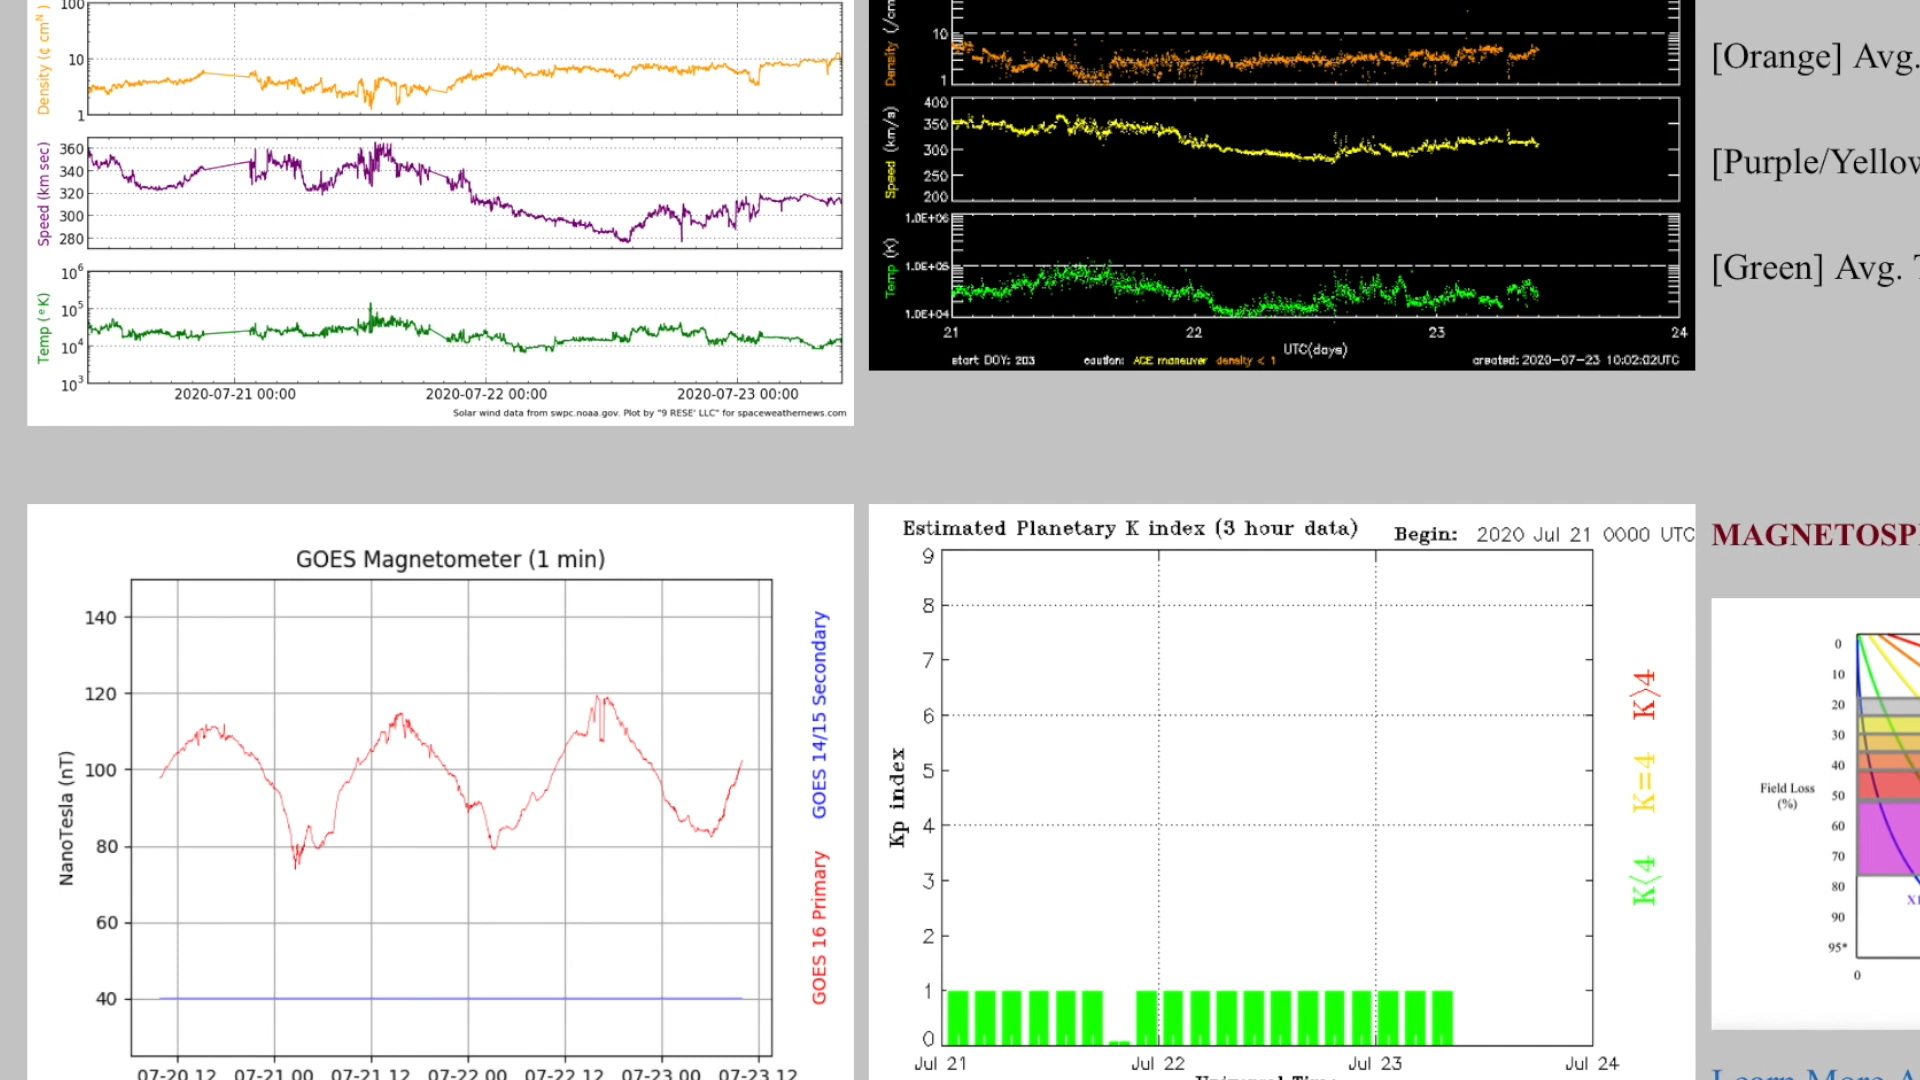 100
10
1
Density (¢ cmᴺ)
360
340
320
300
280
Speed (km sec)
10⁶
10⁵
10⁴
10³
Temp (°K)
2020-07-21 00:00 2020-07-22 00:00 2020-07-23 00:00
Solar wind data from swpc.noaa.gov. Plot by "9 RESE' LLC" for spaceweathernews.com
10
1
Density (/cm
400
350
300
250
200
Speed (km/s)
1.0E+06
1.0E+05
1.0E+04
Temp (K)
21 22 23 24
UTC(days)
start DOY: 203 caution: ACE maneuver density < 1 created: 2020-07-23 10:02:02UTC
[Orange] Avg.
[Purple/Yellow
[Green] Avg.
GOES Magnetometer (1 min)
140
120
100
80
60
40
NanoTesla (nT)
GOES 14/15 Secondary
GOES 16 Primary
07-20 12 07-21 00 07-21 12 07-22 00 07-22 12 07-23 00 07-23 12
Estimated Planetary K index (3 hour data) Begin: 2020 Jul 21 0000 UTC
9
8
7
6
5
4
3
2
1
0
Kp index
K>4
K=4
K<4
Jul 21 Jul 22 Jul 23 Jul 24
Universal Time
MAGNETOSP
0
10
20
30
40
50
60
70
80
90
95*
Field Loss
(%)
0
Learn More A